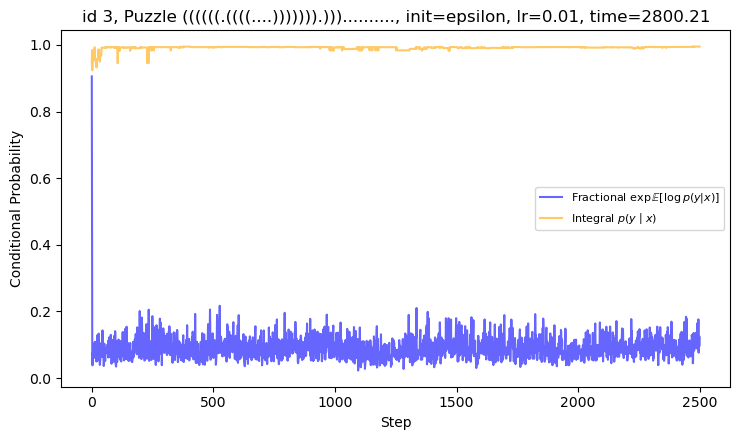 id 3, Puzzle ((((((.((((....))))))).)))..........., init=epsilon, lr=0.01, time=2800.21
Conditional Probability
1.0
0.8
0.6
0.4
0.2
0.0
Fractional exp𝔼[log p(y|x)]
Integral p(y | x)
0
500
1000
1500
2000
2500
Step